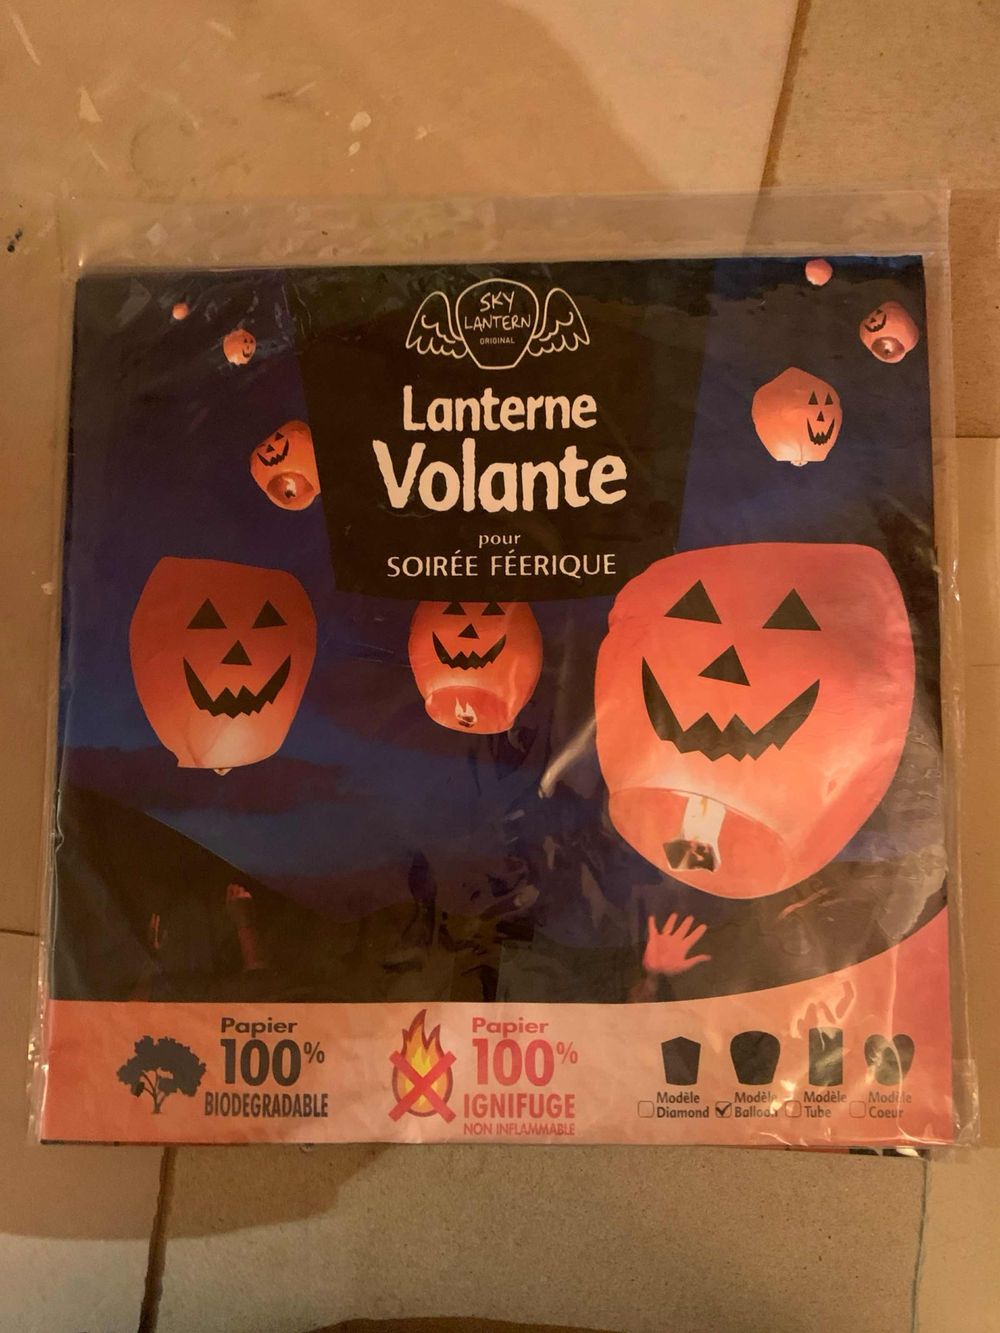 SKY
LANTERN
ORIGINAL
Lanterne
Volante
pour
SOIRÉE FÉERIQUE
Papier
100%
BIODEGRADABLE
Papier
100%
IGNIFUGE
NON INFLAMMABLE
Modèle
Diamond
Modèle
Balloon
Modèle
Tube
Modèle
Coeur